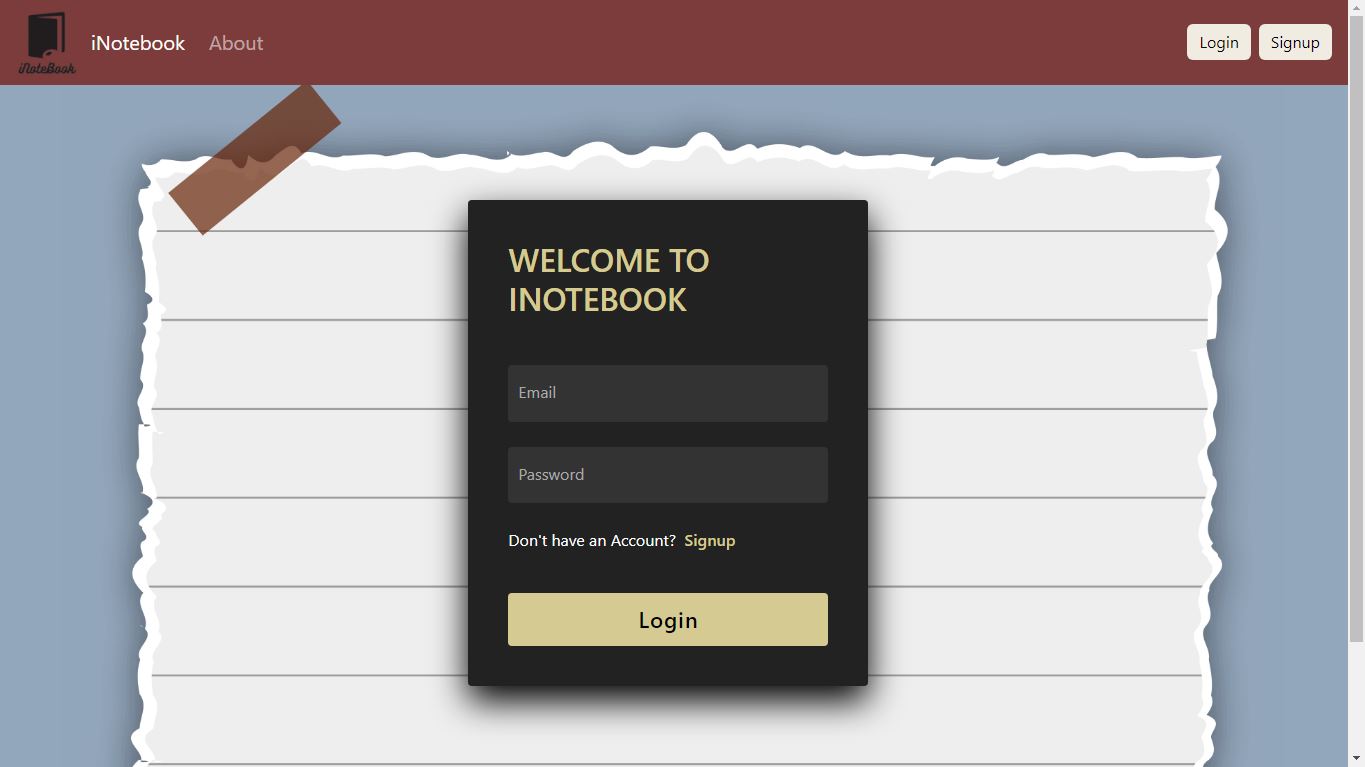 iNoteBook
iNotebook
About
Login
Signup
WELCOME TO
INOTEBOOK
Email
Password
Don't have an Account? Signup
Login